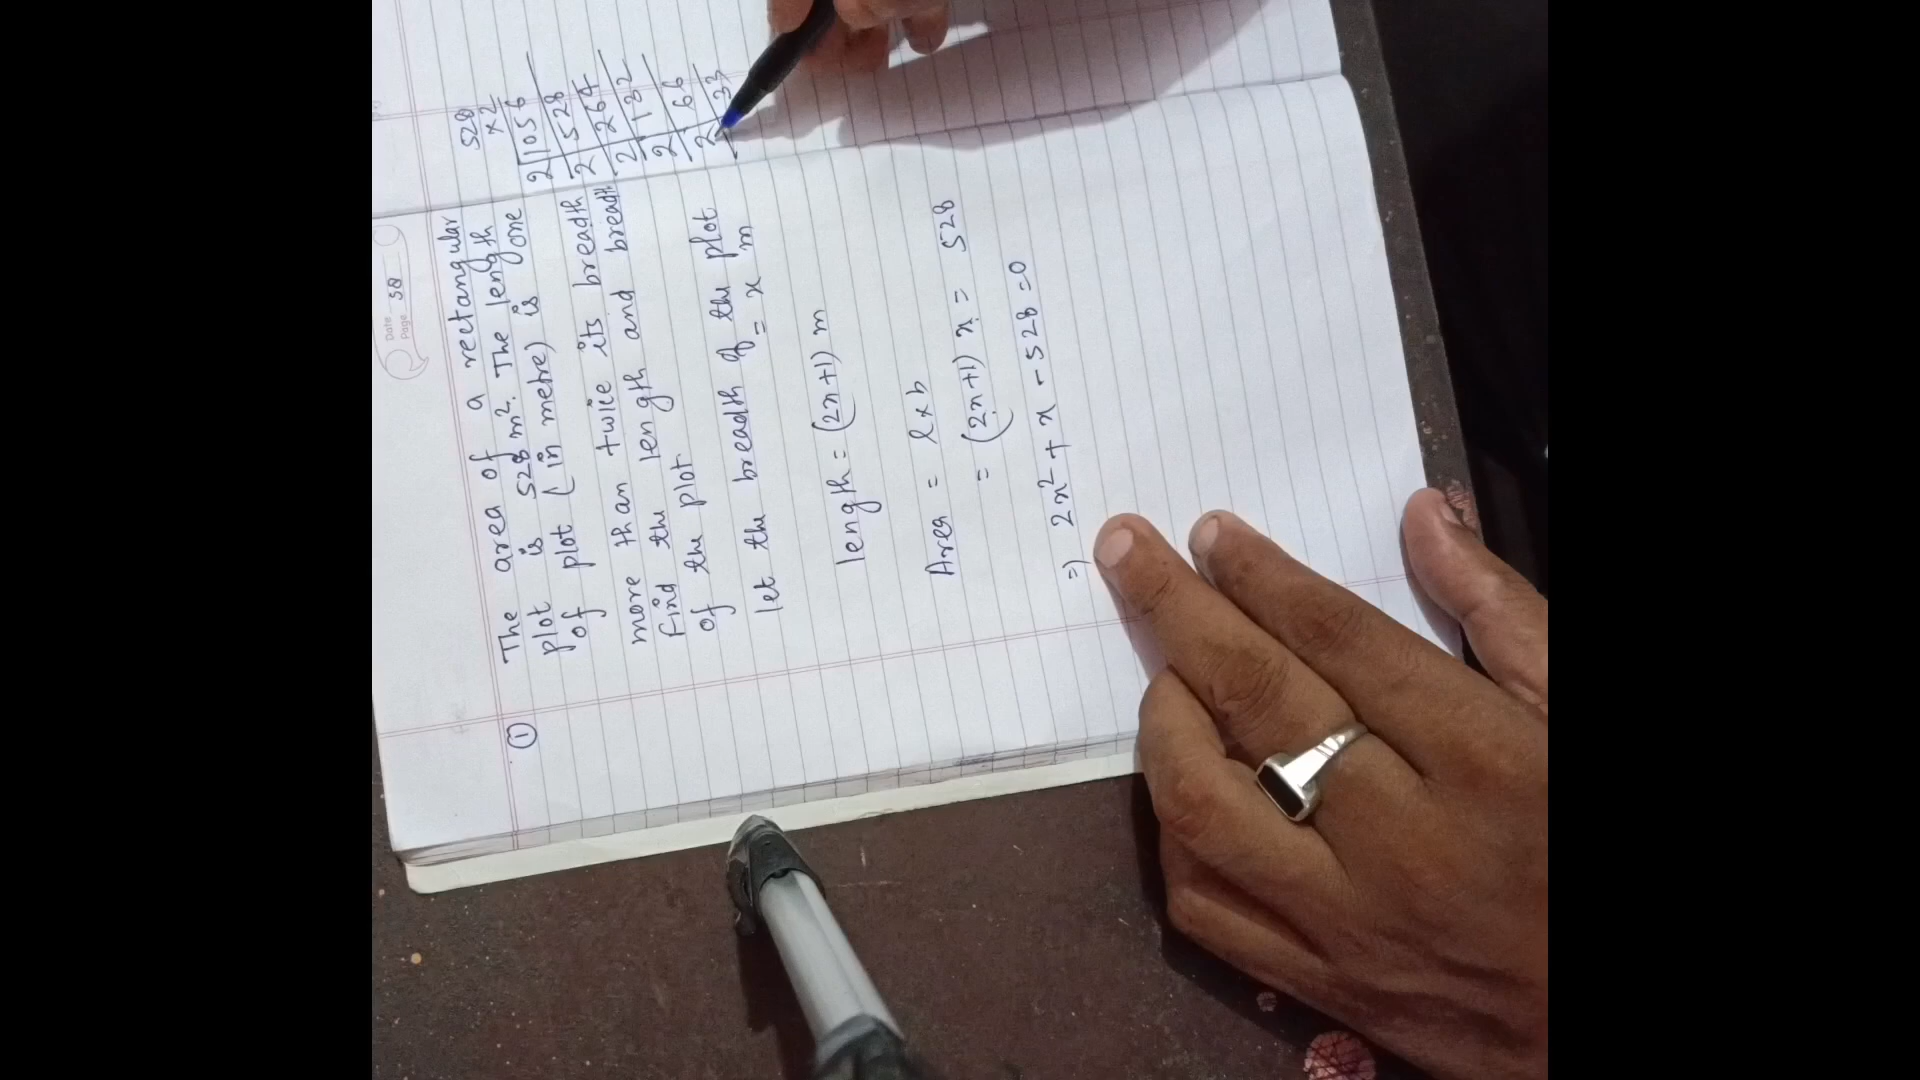 Date
Page 58
① The area of a rectangular
plot is 528 m². The length
of plot (in metre) is one
more than twice its breadth
Find the length and breadth
of the plot
let the breadth of the plot
= x m
length = (2x+1) m
Area = l x b
= (2x+1) x = 528
=) 2x² + x - 528 = 0
528
x 2
2 1056
2 528
2 264
2 132
2 66
2 33